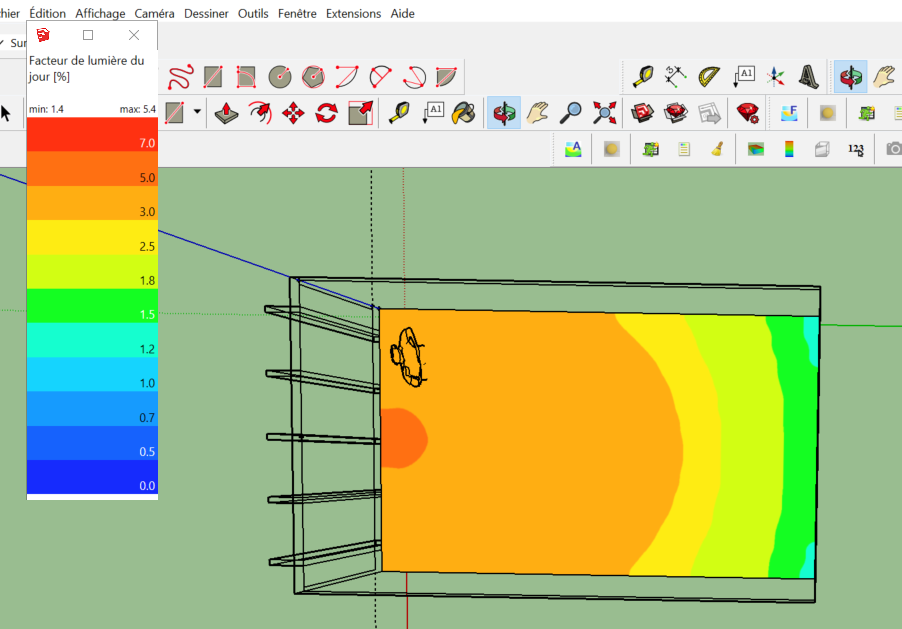 hier Édition Affichage Caméra Dessiner Outils Fenêtre Extensions Aide
Sur
Facteur de lumière du
jour [%]
A1
min: 1.4 max: 5.4
A1
F
7.0
A
123
5.0
3.0
2.5
1.8
1.5
1.2
1.0
0.7
0.5
0.0